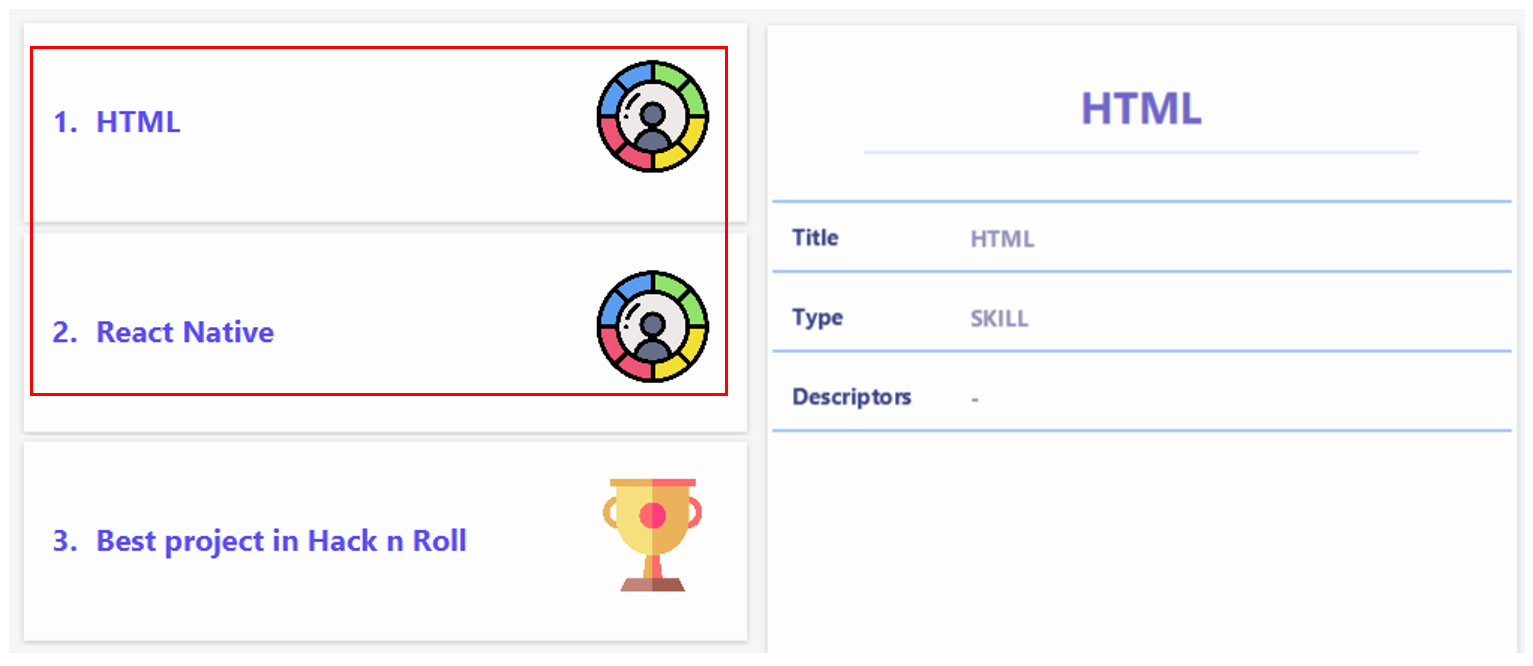 1. HTML
2. React Native
3. Best project in Hack n Roll
HTML
Title HTML
Type SKILL
Descriptors -